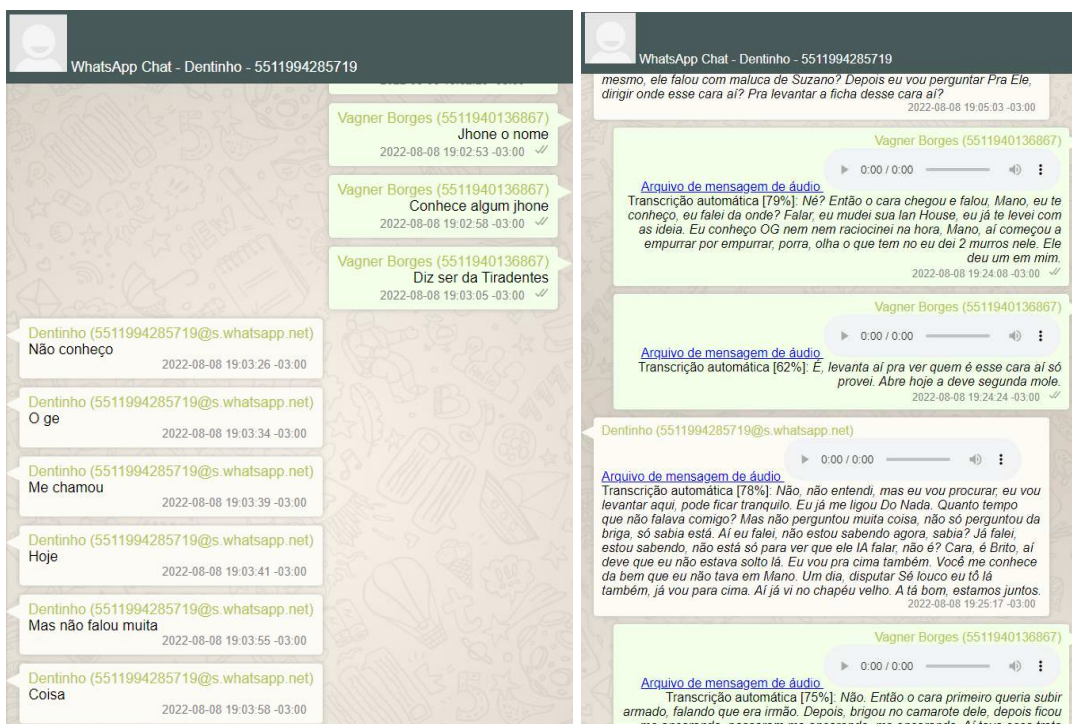 WhatsApp Chat - Dentinho - 5511994285719
Vagner Borges (5511940136867)
Jhone o nome
2022-08-08 19:02:53 -03:00
Vagner Borges (5511940136867)
Conhece algum jhone
2022-08-08 19:02:58 -03:00
Vagner Borges (5511940136867)
Diz ser da Tiradentes
2022-08-08 19:03:05 -03:00
Dentinho (5511994285719@s.whatsapp.net)
Não conheço
2022-08-08 19:03:26 -03:00
Dentinho (5511994285719@s.whatsapp.net)
O ge
2022-08-08 19:03:34 -03:00
Dentinho (5511994285719@s.whatsapp.net)
Me chamou
2022-08-08 19:03:39 -03:00
Dentinho (5511994285719@s.whatsapp.net)
Hoje
2022-08-08 19:03:41 -03:00
Dentinho (5511994285719@s.whatsapp.net)
Mas não falou muita
2022-08-08 19:03:55 -03:00
Dentinho (5511994285719@s.whatsapp.net)
Coisa
2022-08-08 19:03:58 -03:00
WhatsApp Chat - Dentinho - 5511994285719
mesmo, ele falou com maluca de Suzano? Depois eu vou perguntar Pra Ele,
dirigir onde esse cara aí? Pra levantar a ficha desse cara aí?
2022-08-08 19:05:03 -03:00
Vagner Borges (5511940136867)
0:00 / 0:00
Arquivo de mensagem de áudio
Transcrição automática [79%]: Né? Então o cara chegou e falou, Mano, eu te
conheço, eu falei da onde? Falar, eu mudei sua lan House, eu já te levei com
as ideia. Eu conheço OG nem nem raciocinei na hora, Mano, aí começou a
empurrar por empurrar, porra, olha o que tem no eu dei 2 murros nele. Ele
deu um em mim.
2022-08-08 19:24:08 -03:00
Vagner Borges (5511940136867)
0:00 / 0:00
Arquivo de mensagem de áudio
Transcrição automática [62%]: É, levanta aí pra ver quem é esse cara aí só
provei. Abre hoje a deve segunda mole.
2022-08-08 19:24:24 -03:00
Dentinho (5511994285719@s.whatsapp.net)
0:00 / 0:00
Arquivo de mensagem de áudio
Transcrição automática [78%]: Não, não entendi, mas eu vou procurar, eu vou
levantar aqui, pode ficar tranquilo. Eu já me ligou Do Nada. Quanto tempo
que não falava comigo? Mas não perguntou muita coisa, não só perguntou da
briga, só sabia está. Aí eu falei, não estou sabendo agora, sabia? Já falei,
estou sabendo, não está só para ver que ele IA falar, não é? Cara, é Brito, aí
deve que eu não estava solto lá. Eu vou pra cima também. Você me conhece
da bem que eu não tava em Mano. Um dia, disputar Sé louco eu tô lá
também, já vou para cima. Aí já vi no chapéu velho. A tá bom, estamos juntos.
2022-08-08 19:25:17 -03:00
Vagner Borges (5511940136867)
0:00 / 0:00
Arquivo de mensagem de áudio
Transcrição automática [75%]: Não. Então o cara primeiro queria subir
armado, falando que era irmão. Depois, brigou no camarote dele, depois ficou